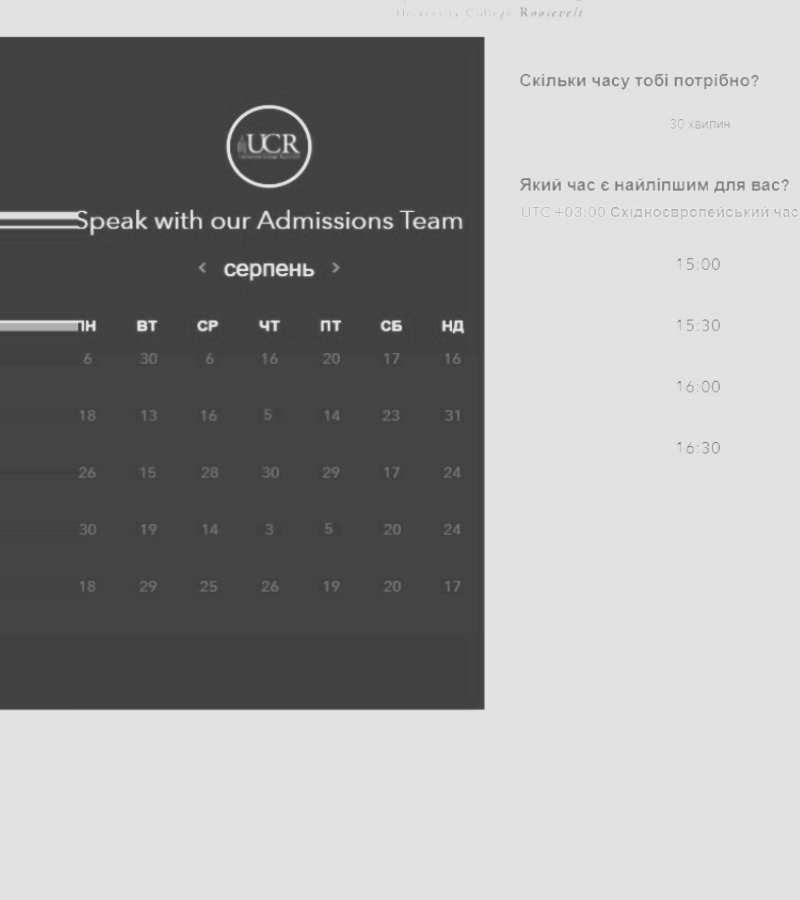 University College Roosevelt
UCR
Speak with our Admissions Team
‹ серпень ›
ПН ВТ СР ЧТ ПТ СБ НД
6 30 6 16 20 17 16
18 13 16 5 14 23 31
26 15 28 30 29 17 24
30 19 14 3 5 20 24
18 29 25 26 19 20 17
Скільки часу тобі потрібно?
30 хвилин
Який час є найліпшим для вас?
UTC +03:00 Східноєвропейський час
15:00
15:30
16:00
16:30